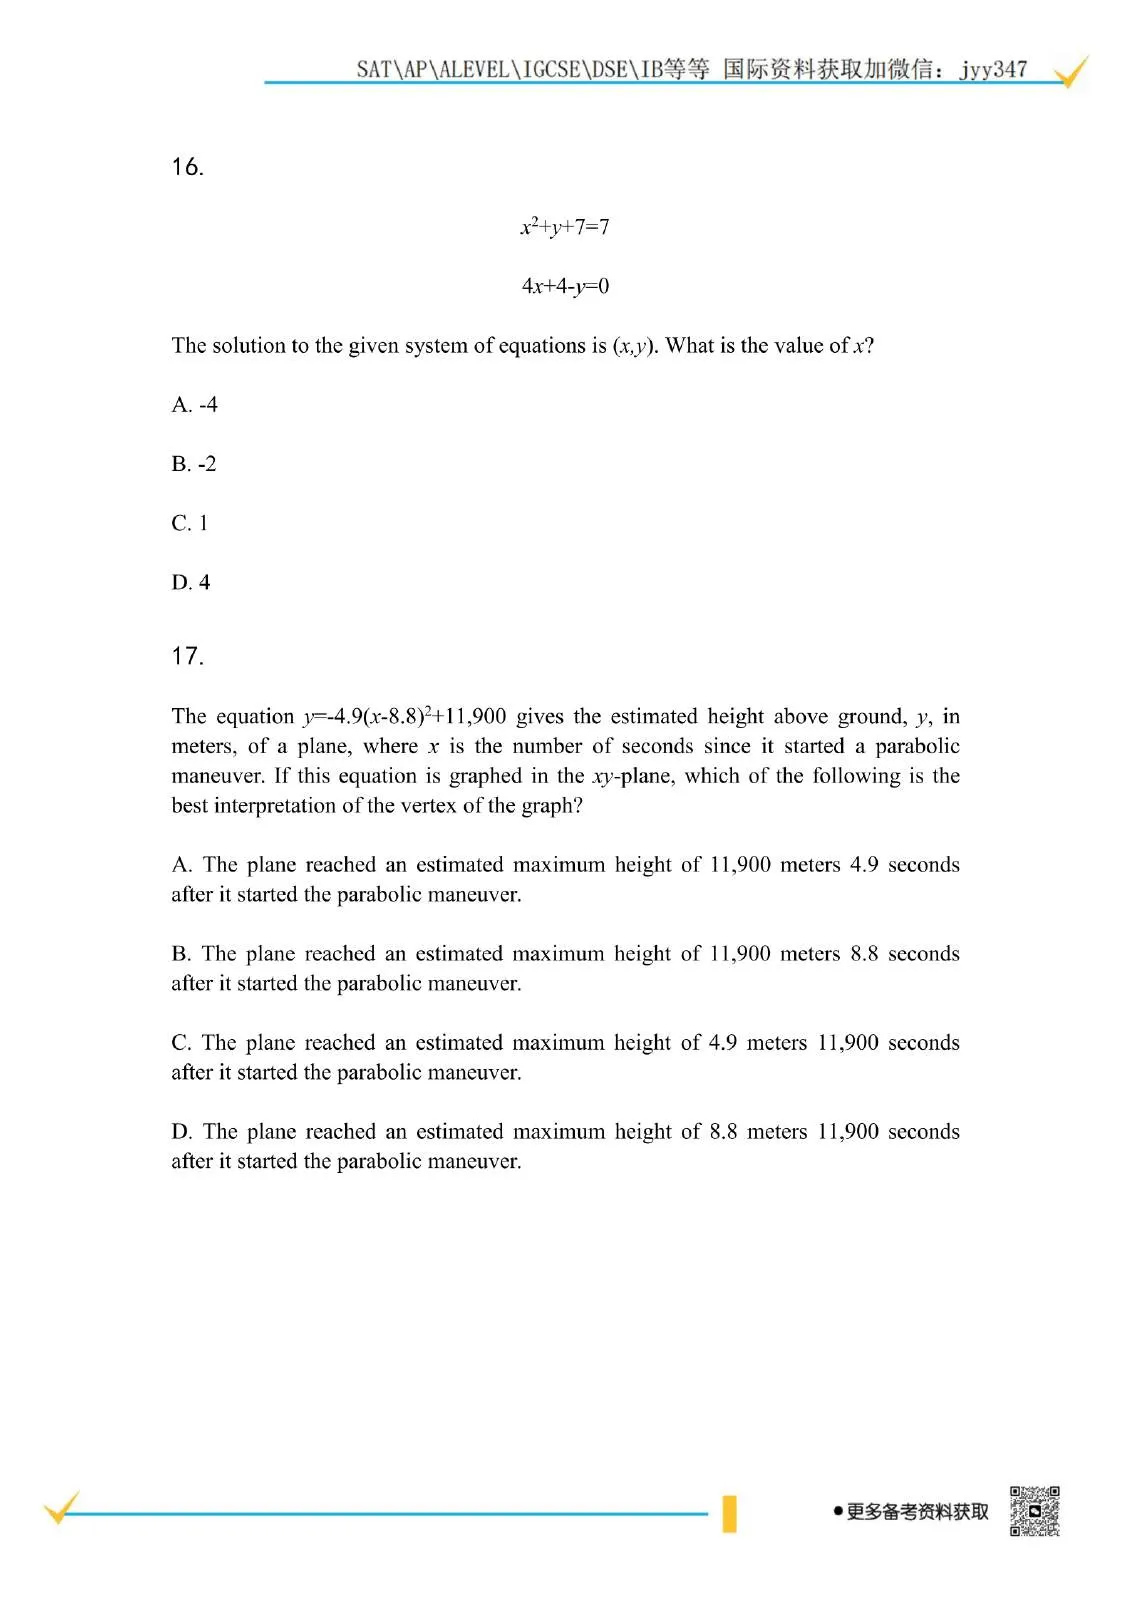 SAT\AP\ALEVEL\IGCSE\DSE\IB等等 国际资料获取加微信：jyy347
16.
x²+y+7=7
4x+4-y=0
The solution to the given system of equations is (x,y). What is the value of x?
A. -4
B. -2
C. 1
D. 4
17.
The equation y=-4.9(x-8.8)²+11,900 gives the estimated height above ground, y, in
meters, of a plane, where x is the number of seconds since it started a parabolic
maneuver. If this equation is graphed in the xy-plane, which of the following is the
best interpretation of the vertex of the graph?
A. The plane reached an estimated maximum height of 11,900 meters 4.9 seconds
after it started the parabolic maneuver.
B. The plane reached an estimated maximum height of 11,900 meters 8.8 seconds
after it started the parabolic maneuver.
C. The plane reached an estimated maximum height of 4.9 meters 11,900 seconds
after it started the parabolic maneuver.
D. The plane reached an estimated maximum height of 8.8 meters 11,900 seconds
after it started the parabolic maneuver.
●更多备考资料获取